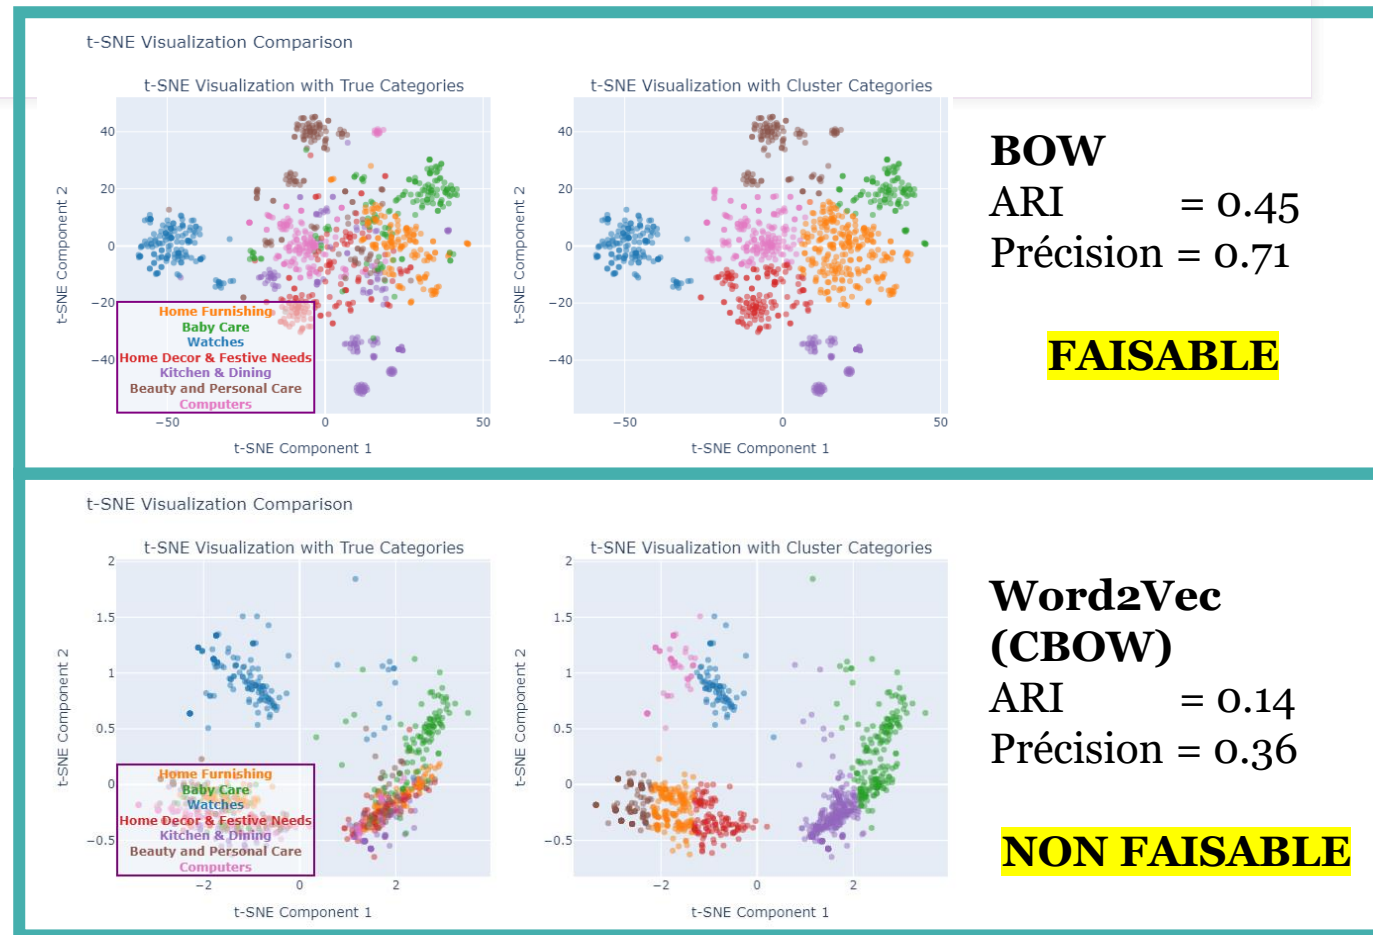 t-SNE Visualization Comparison
t-SNE Visualization with True Categories
t-SNE Visualization with Cluster Categories
40
20
0
−20
−40
t-SNE Component 2
Home Furnishing
Baby Care
Watches
Home Decor & Festive Needs
Kitchen & Dining
Beauty and Personal Care
Computers
−50
0
50
t-SNE Component 1
40
20
0
−20
−40
t-SNE Component 2
−50
0
50
t-SNE Component 1
BOW
ARI = 0.45
Précision = 0.71
FAISABLE
t-SNE Visualization Comparison
t-SNE Visualization with True Categories
t-SNE Visualization with Cluster Categories
2
1.5
1
0.5
0
−0.5
t-SNE Component 2
Home Furnishing
Baby Care
Watches
Home Decor & Festive Needs
Kitchen & Dining
Beauty and Personal Care
Computers
−2
0
2
t-SNE Component 1
2
1.5
1
0.5
0
−0.5
t-SNE Component 2
−2
0
2
t-SNE Component 1
Word2Vec
(CBOW)
ARI = 0.14
Précision = 0.36
NON FAISABLE